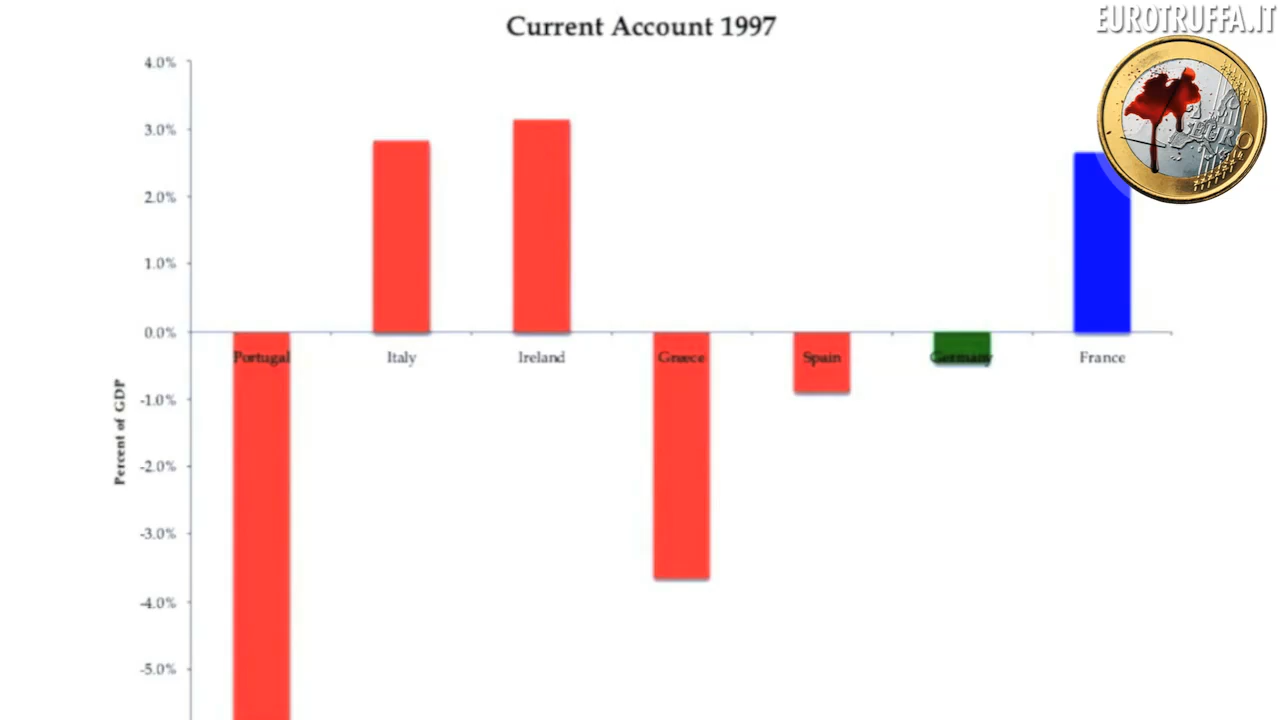 EUROTRUFFA.IT
Current Account 1997
4.0%
3.0%
2.0%
1.0%
0.0%
-1.0%
-2.0%
-3.0%
-4.0%
-5.0%
Percent of GDP
Portugal Italy Ireland Greece Spain Germany France
EURO